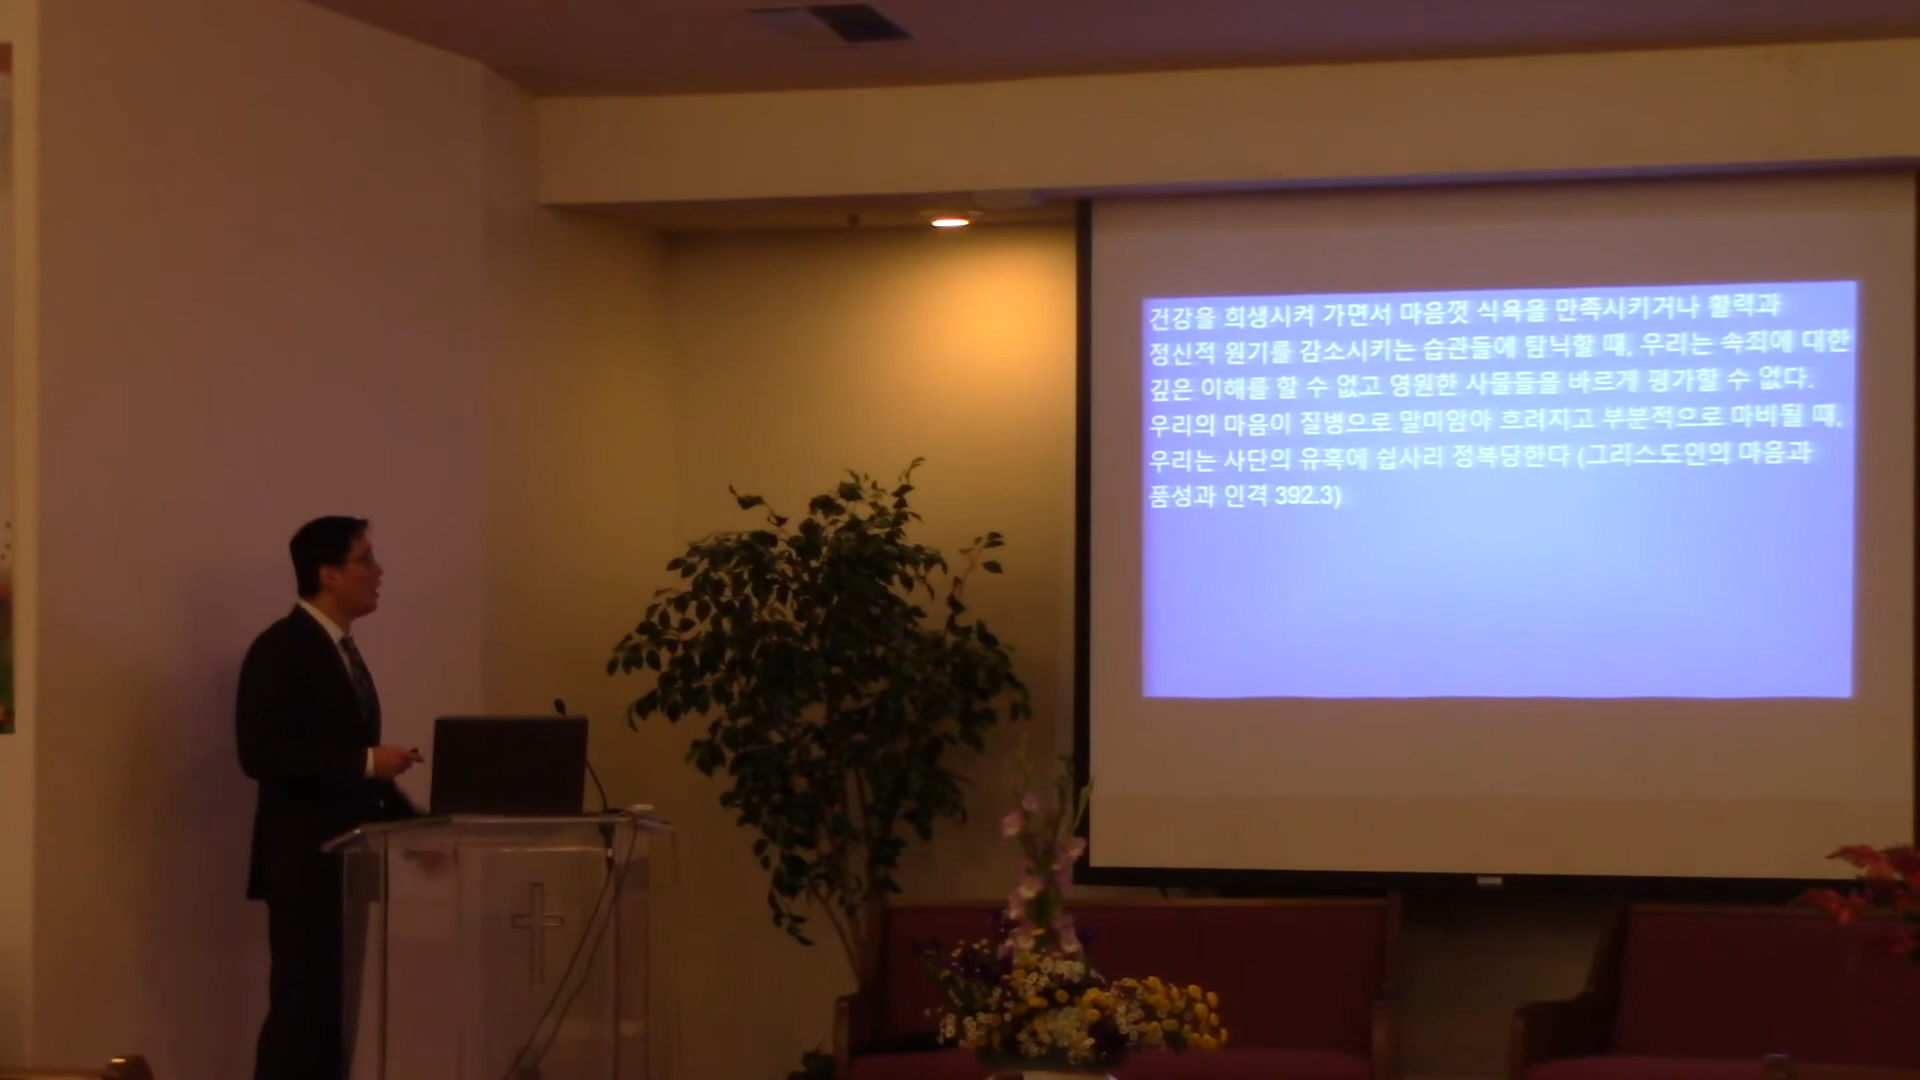 건강을 희생시켜 가면서 마음껏 식욕을 만족시키거나 활력과
정신적 원기를 감소시키는 습관들에 탐닉할 때, 우리는 속죄에 대한
깊은 이해를 할 수 없고 영원한 사물들을 바르게 평가할 수 없다.
우리의 마음이 질병으로 말미암아 흐려지고 부분적으로 마비될 때,
우리는 사단의 유혹에 쉽사리 정복당한다 (그리스도인의 마음과
품성과 인격 392.3)